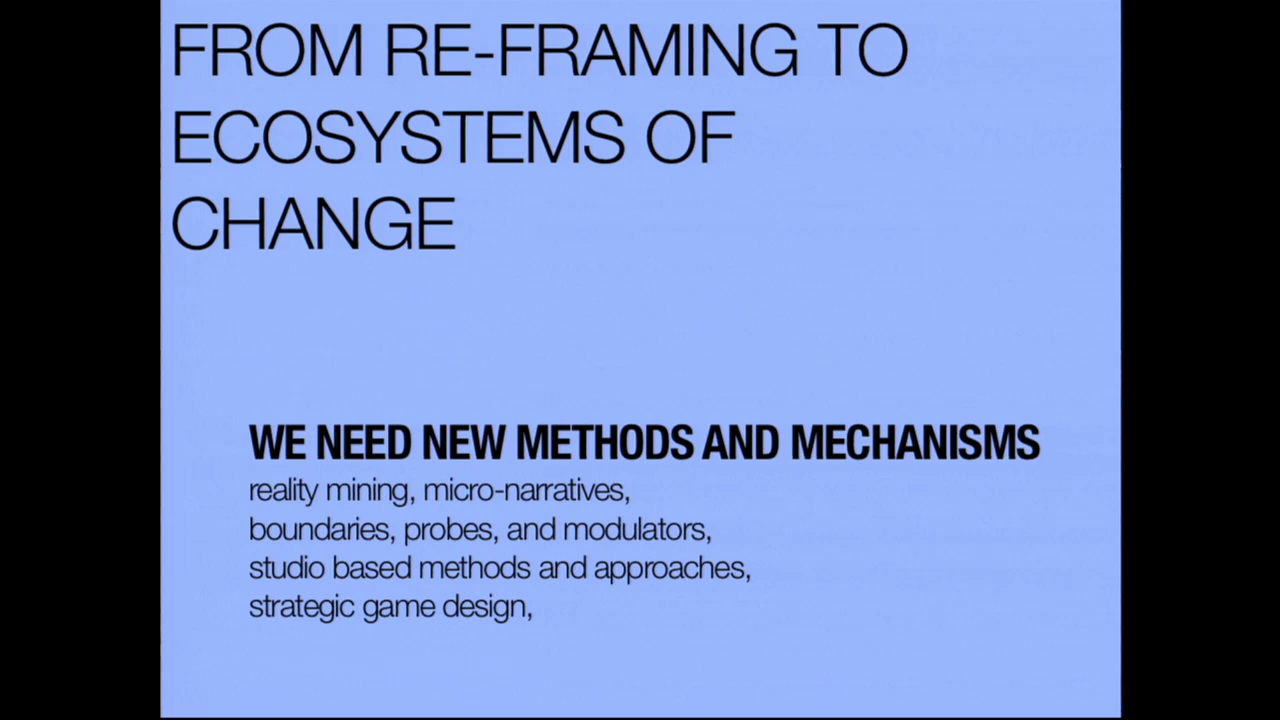 FROM RE-FRAMING TO
ECOSYSTEMS OF
CHANGE
WE NEED NEW METHODS AND MECHANISMS
reality mining, micro-narratives,
boundaries, probes, and modulators,
studio based methods and approaches,
strategic game design,